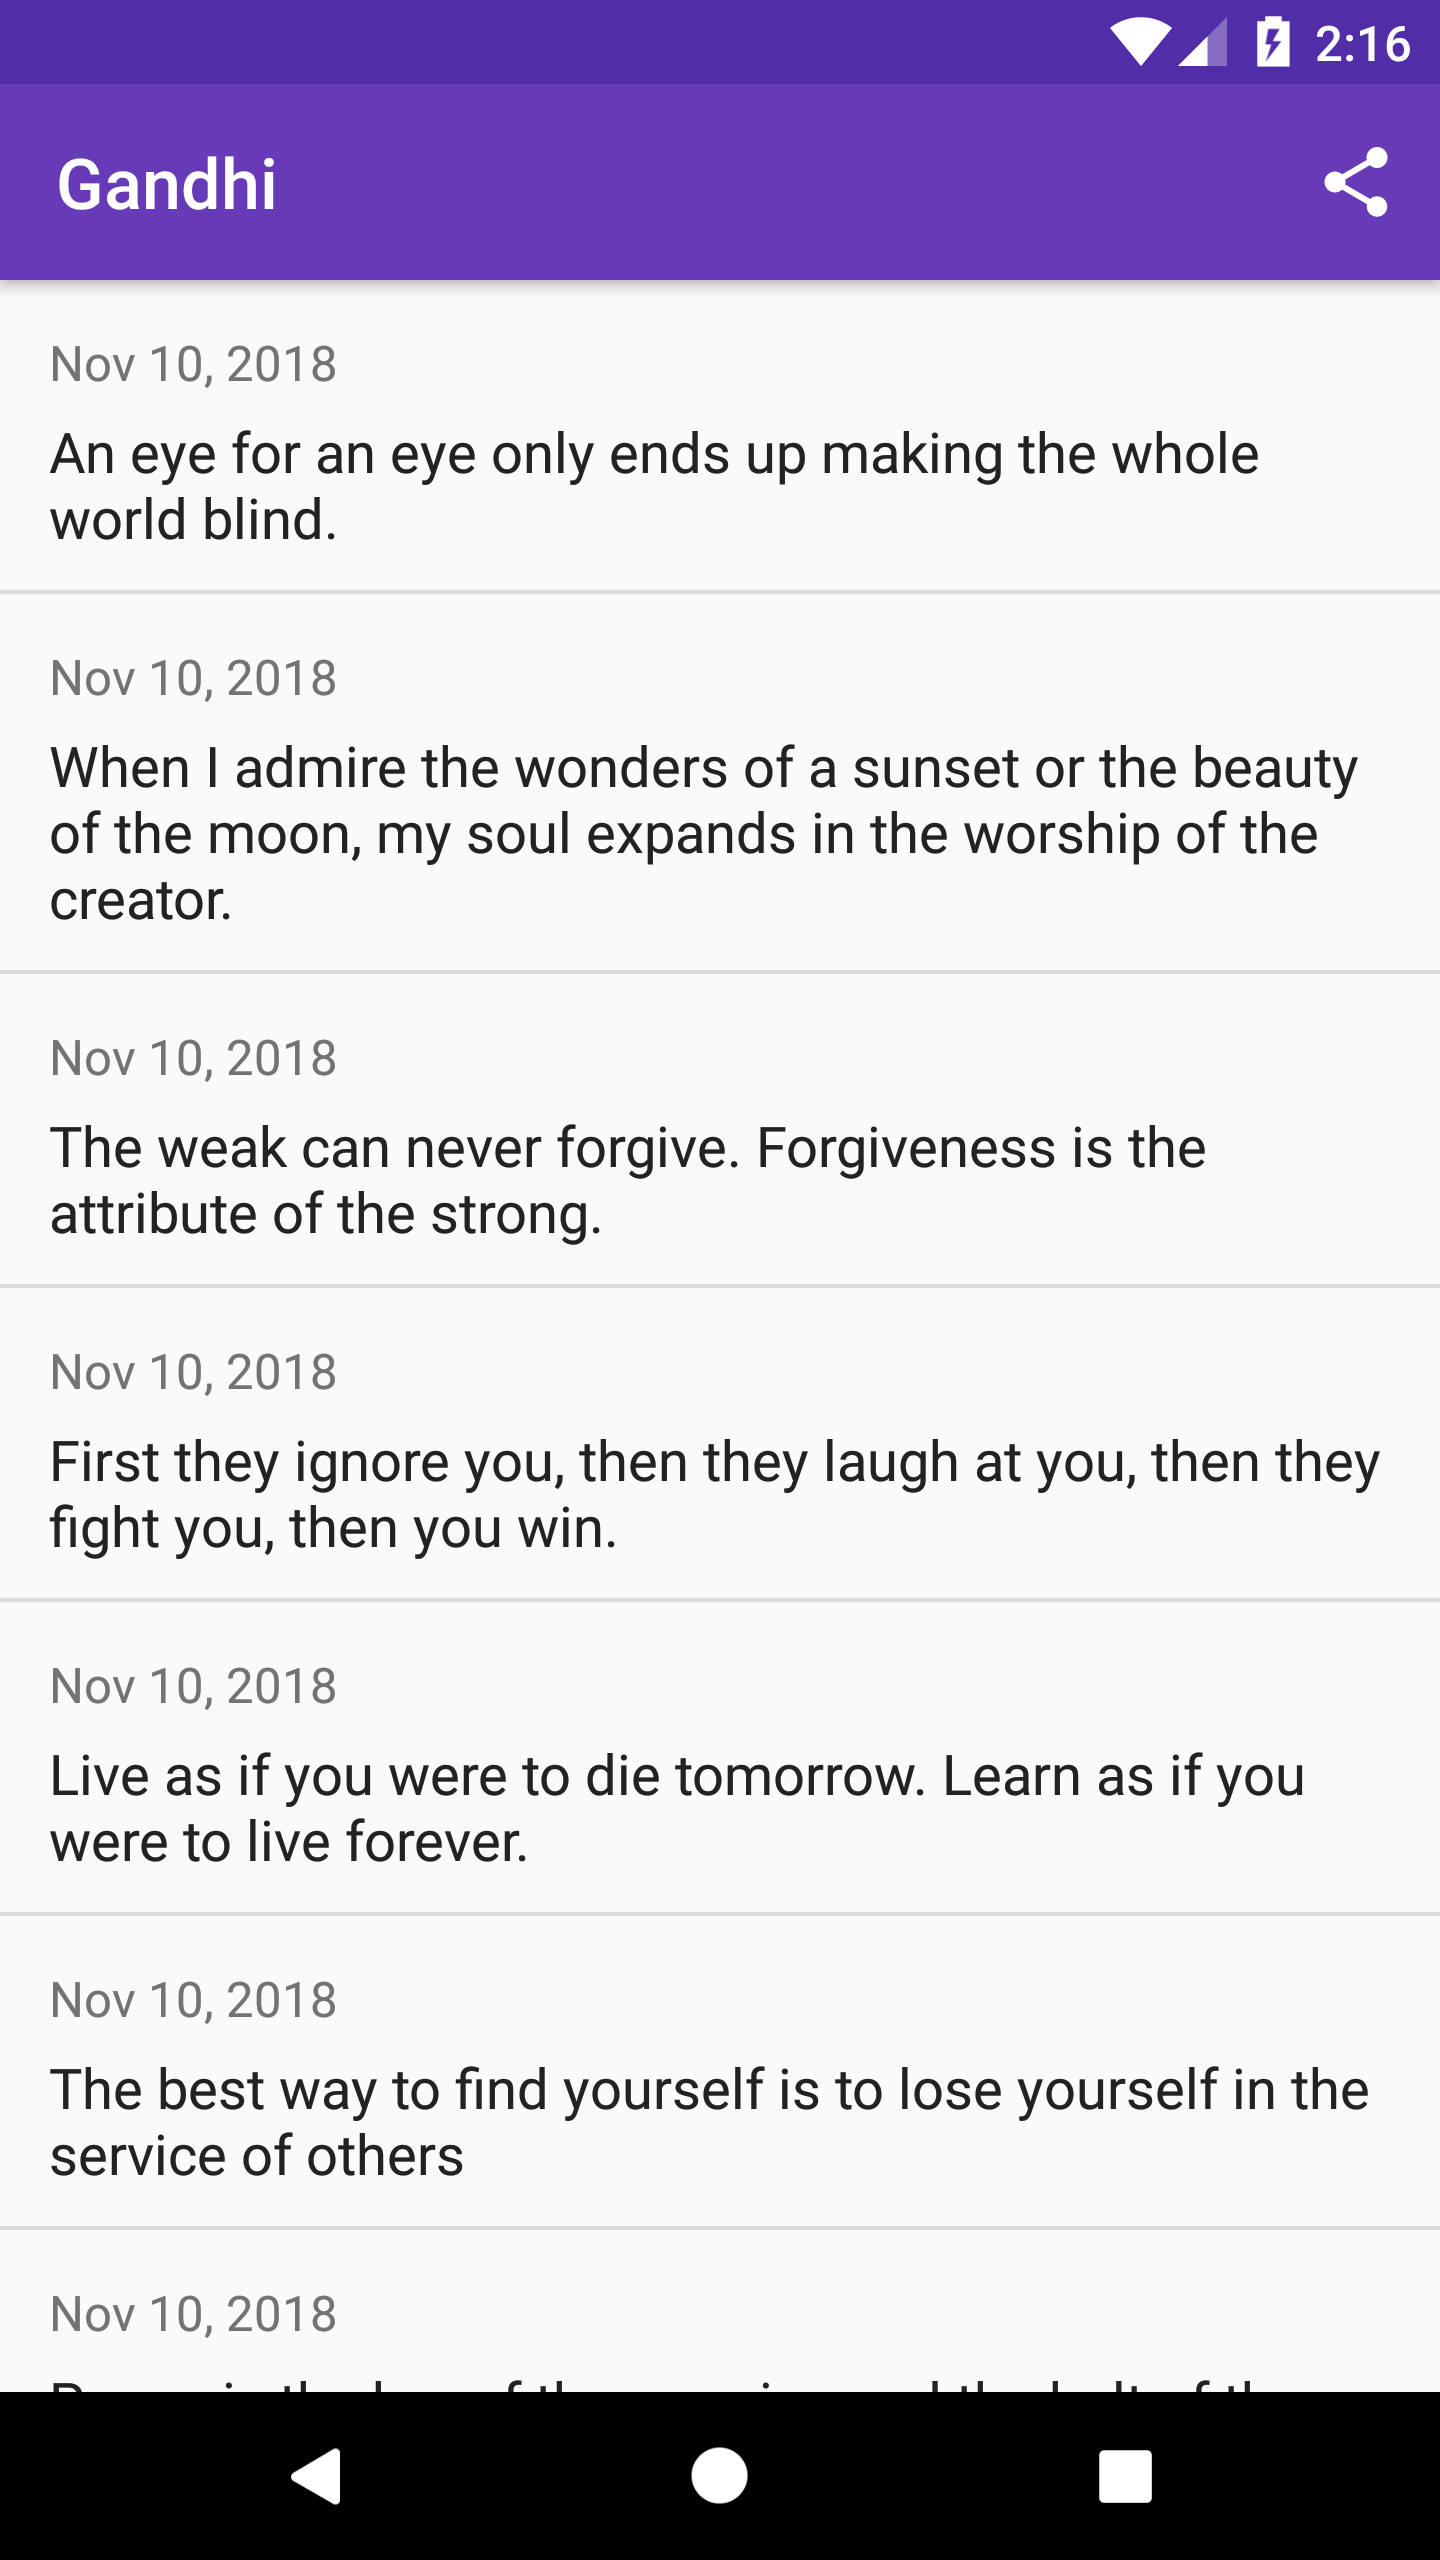 2:16
Gandhi
Nov 10, 2018
An eye for an eye only ends up making the whole
world blind.
Nov 10, 2018
When I admire the wonders of a sunset or the beauty
of the moon, my soul expands in the worship of the
creator.
Nov 10, 2018
The weak can never forgive. Forgiveness is the
attribute of the strong.
Nov 10, 2018
First they ignore you, then they laugh at you, then they
fight you, then you win.
Nov 10, 2018
Live as if you were to die tomorrow. Learn as if you
were to live forever.
Nov 10, 2018
The best way to find yourself is to lose yourself in the
service of others
Nov 10, 2018